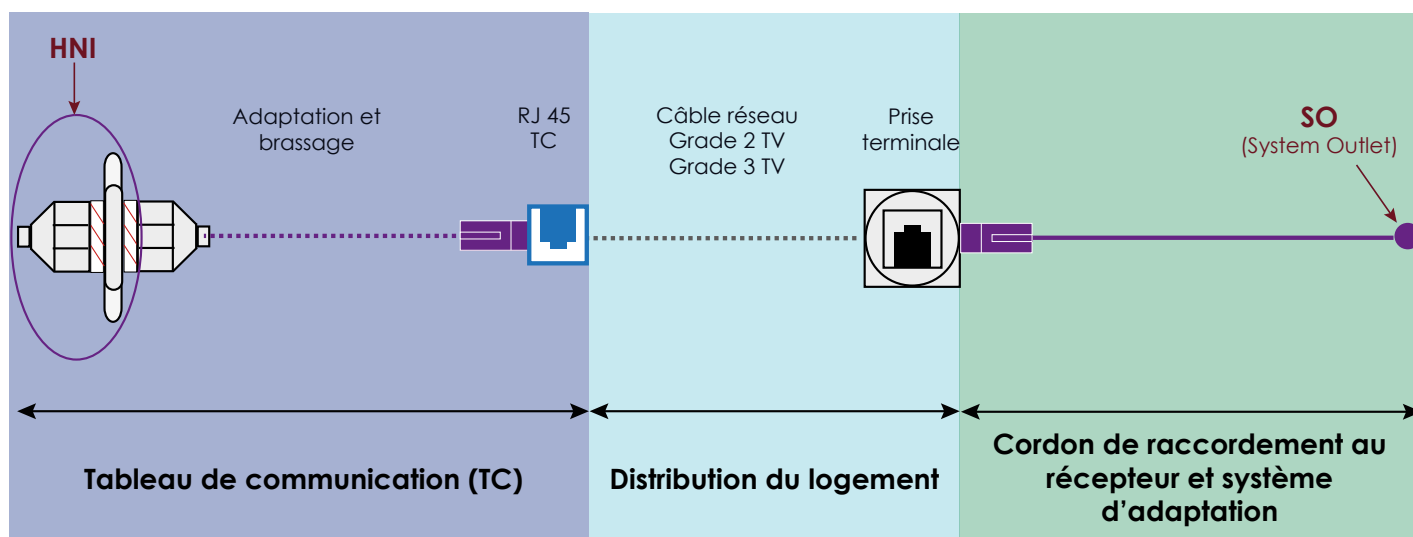 HNI
Adaptation et
brassage
RJ 45
TC
Câble réseau
Grade 2 TV
Grade 3 TV
Prise
terminale
SO
(System Outlet)
Tableau de communication (TC)
Distribution du logement
Cordon de raccordement au
récepteur et système
d’adaptation